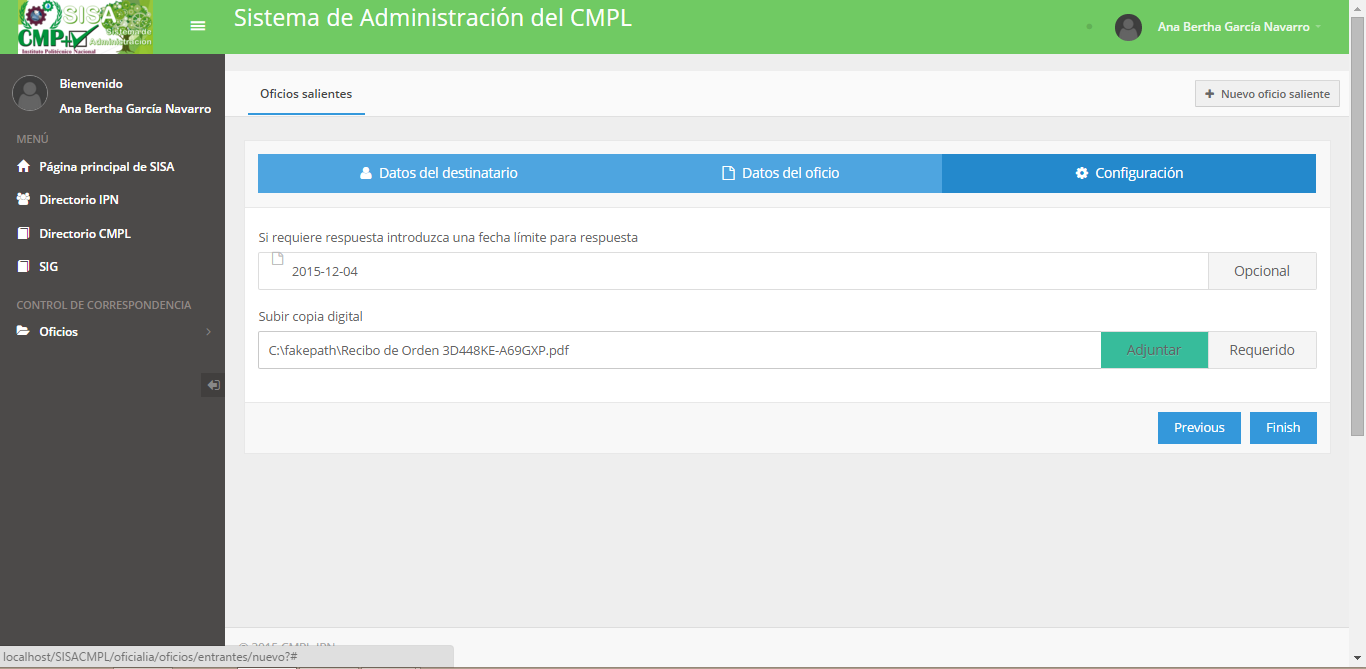 SISA
Sistema de
CMP+
Administración
Instituto Politécnico Nacional
Sistema de Administración del CMPL
Ana Bertha García Navarro
Bienvenido
Ana Bertha García Navarro
MENÚ
Página principal de SISA
Directorio IPN
Directorio CMPL
SIG
CONTROL DE CORRESPONDENCIA
Oficios
Oficios salientes
Nuevo oficio saliente
Datos del destinatario
Datos del oficio
Configuración
Si requiere respuesta introduzca una fecha límite para respuesta
2015-12-04
Opcional
Subir copia digital
C:\fakepath\Recibo de Orden 3D448KE-A69GXP.pdf
Adjuntar
Requerido
Previous
Finish
© 2015 CMPL IPN
localhost/SISACMPL/oficialia/oficios/entrantes/nuevo?#